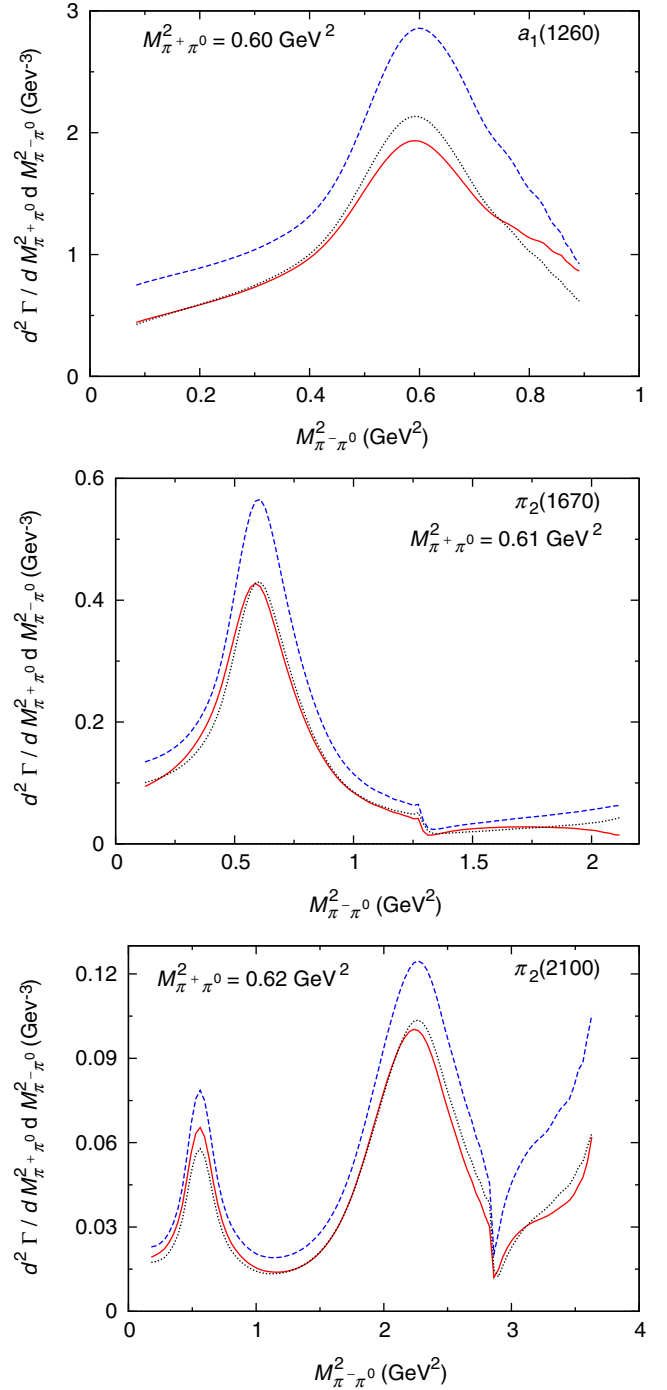 M²π⁺π⁰ = 0.60 GeV²
a₁(1260)
3
2
1
0
d² Γ / d M²π⁺π⁰ d M²π⁻π⁰ (Gev-3)
0 0.2 0.4 0.6 0.8 1
M²π⁻π⁰ (GeV²)
π₂(1670)
M²π⁺π⁰ = 0.61 GeV²
0.6
0.4
0.2
0
d² Γ / d M²π⁺π⁰ d M²π⁻π⁰ (Gev-3)
0 0.5 1 1.5 2
M²π⁻π⁰ (GeV²)
M²π⁺π⁰ = 0.62 GeV²
π₂(2100)
0.12
0.09
0.06
0.03
0
d² Γ / d M²π⁺π⁰ d M²π⁻π⁰ (Gev-3)
0 1 2 3 4
M²π⁻π⁰ (GeV²)